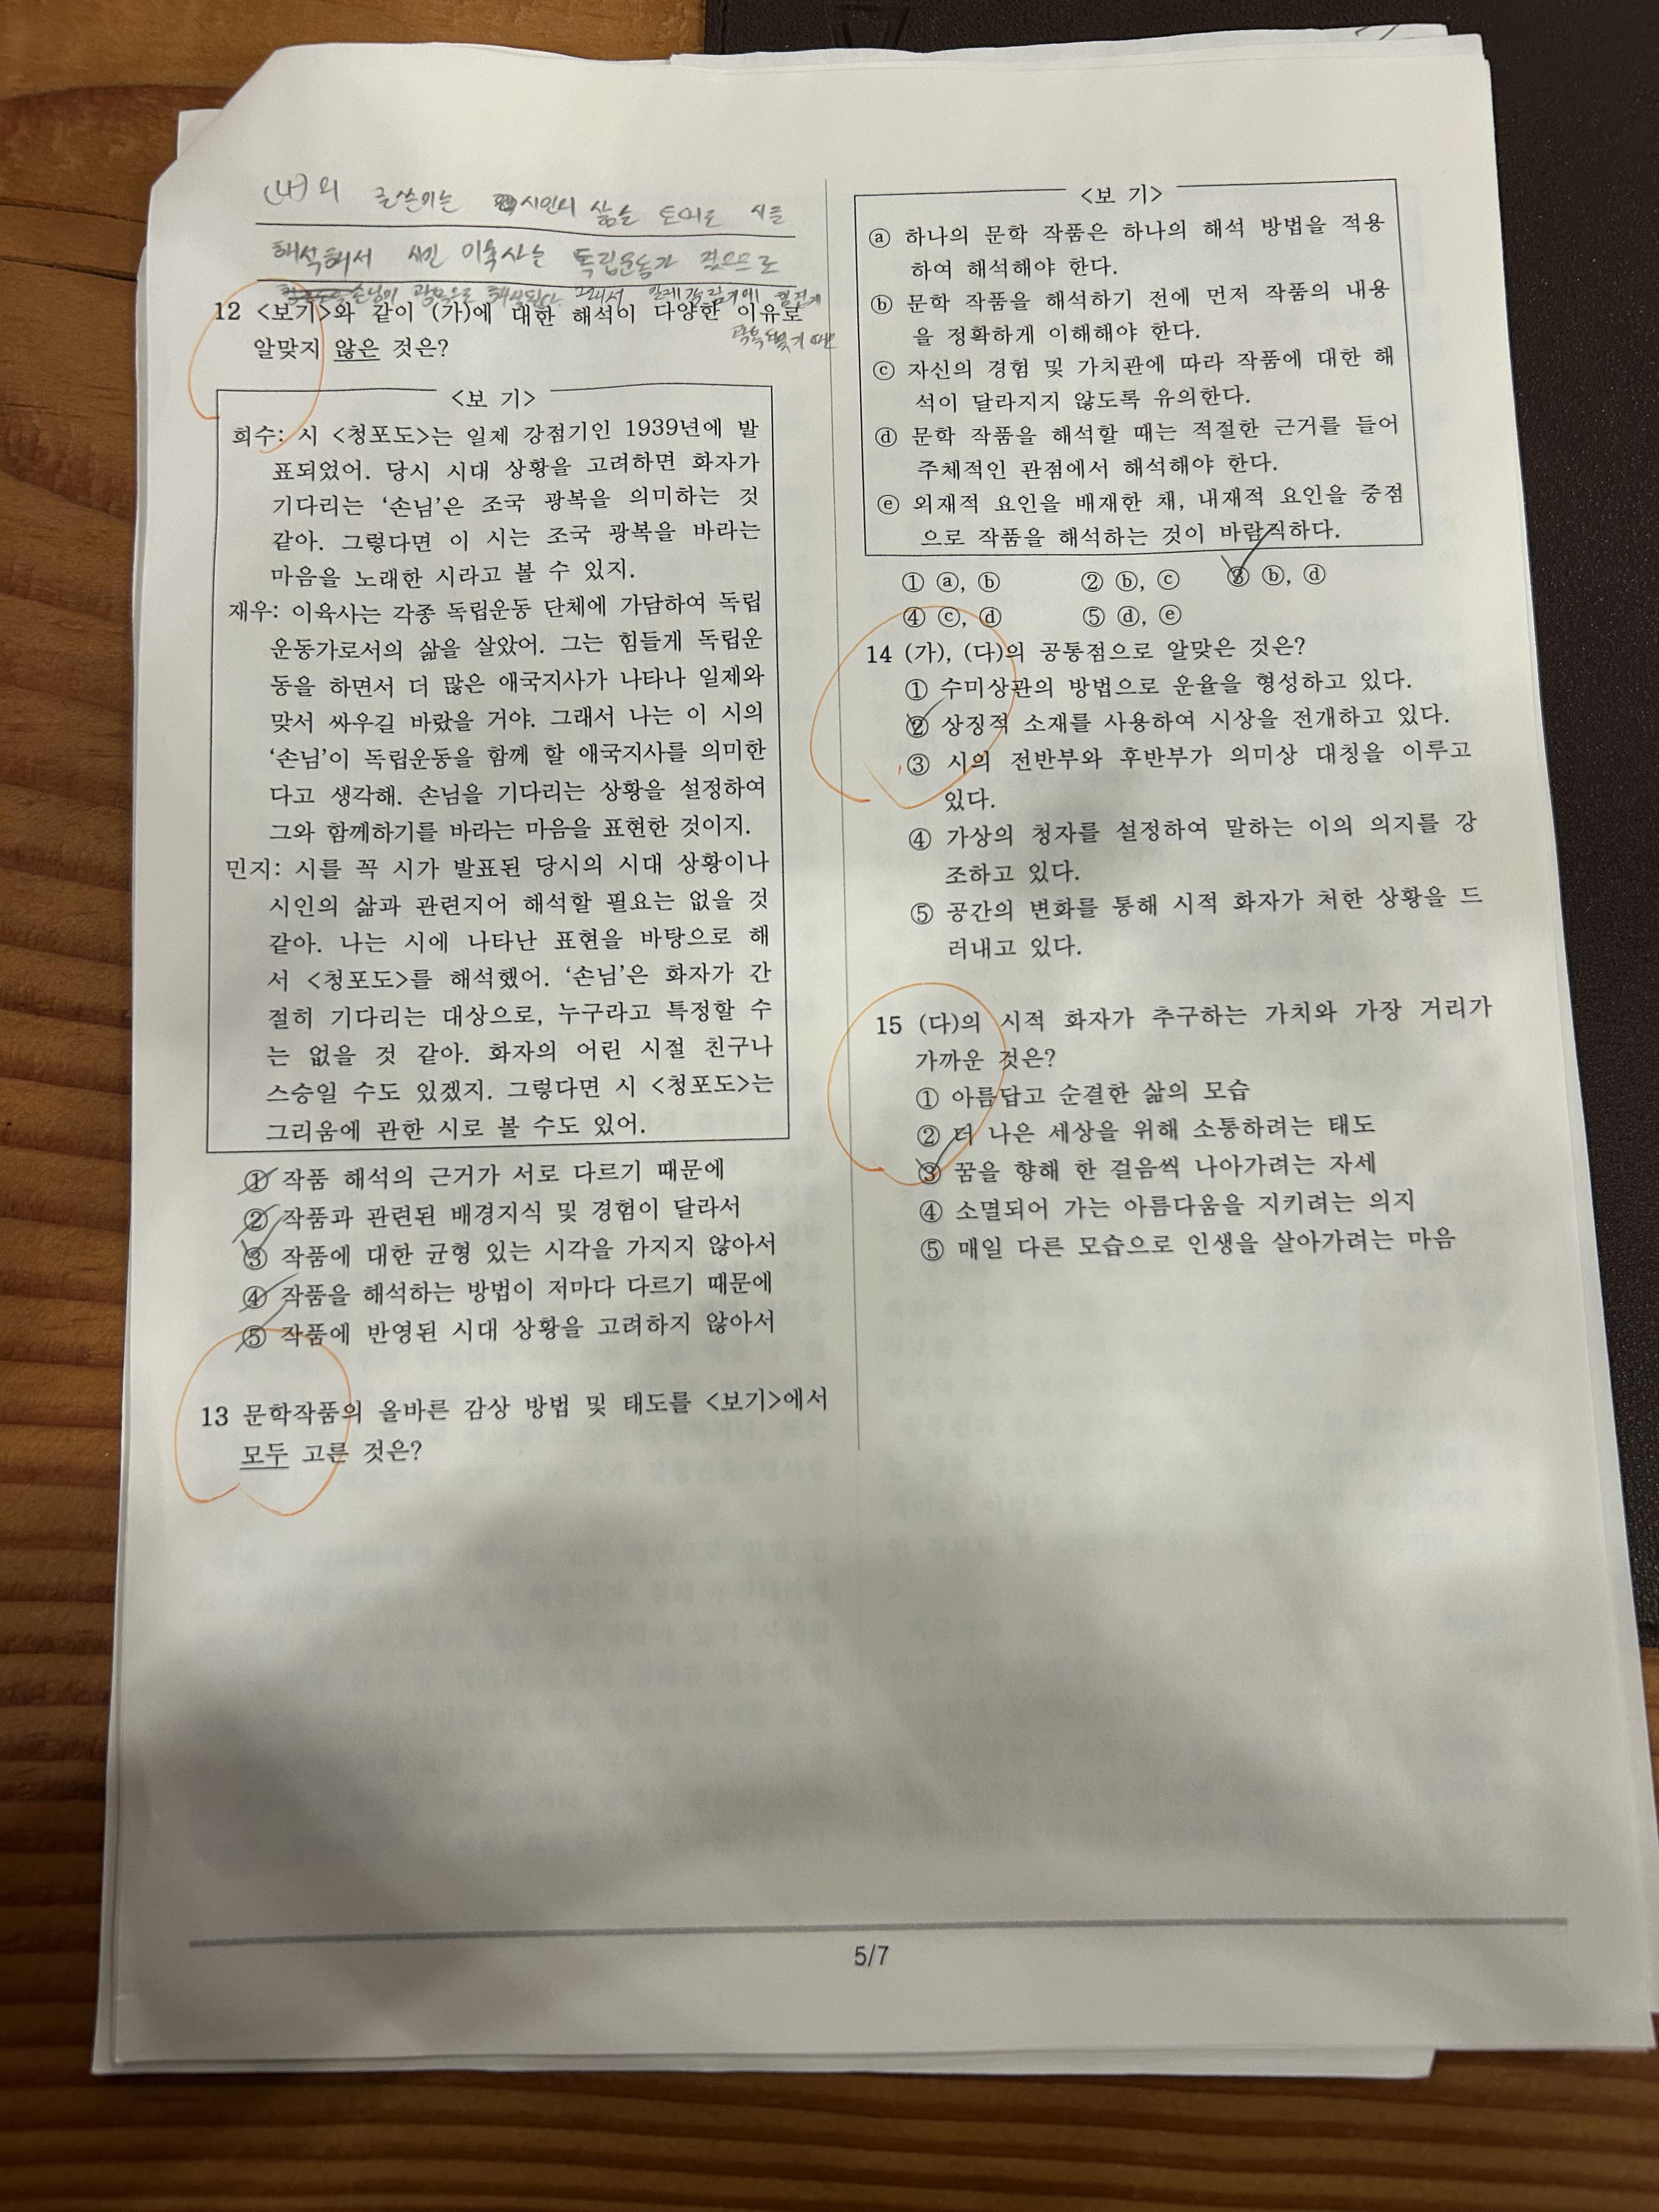 (나)의 글쓴이는 시인의 삶을 토대로 시를
해석해서 시인 이육사는 독립운동가 였으므로
손님이 광복으로 해석된다. 그래서
12 <보기>와 같이 (가)에 대한 해석이 다양한 이유로
알맞지 않은 것은?
<보 기>
희수: 시 <청포도>는 일제 강점기인 1939년에 발
표되었어. 당시 시대 상황을 고려하면 화자가
기다리는 ‘손님’은 조국 광복을 의미하는 것
같아. 그렇다면 이 시는 조국 광복을 바라는
마음을 노래한 시라고 볼 수 있지.
재우: 이육사는 각종 독립운동 단체에 가담하여 독립
운동가로서의 삶을 살았어. 그는 힘들게 독립운
동을 하면서 더 많은 애국지사가 나타나 일제와
맞서 싸우길 바랐을 거야. 그래서 나는 이 시의
‘손님’이 독립운동을 함께 할 애국지사를 의미한
다고 생각해. 손님을 기다리는 상황을 설정하여
그와 함께하기를 바라는 마음을 표현한 것이지.
민지: 시를 꼭 시가 발표된 당시의 시대 상황이나
시인의 삶과 관련지어 해석할 필요는 없을 것
같아. 나는 시에 나타난 표현을 바탕으로 해
서 <청포도>를 해석했어. ‘손님’은 화자가 간
절히 기다리는 대상으로, 누구라고 특정할 수
는 없을 것 같아. 화자의 어린 시절 친구나
스승일 수도 있겠지. 그렇다면 시 <청포도>는
그리움에 관한 시로 볼 수도 있어.
① 작품 해석의 근거가 서로 다르기 때문에
② 작품과 관련된 배경지식 및 경험이 달라서
③ 작품에 대한 균형 있는 시각을 가지지 않아서
④ 작품을 해석하는 방법이 저마다 다르기 때문에
⑤ 작품에 반영된 시대 상황을 고려하지 않아서
13 문학작품의 올바른 감상 방법 및 태도를 <보기>에서
모두 고른 것은?
<보 기>
ⓐ 하나의 문학 작품은 하나의 해석 방법을 적용
하여 해석해야 한다.
ⓑ 문학 작품을 해석하기 전에 먼저 작품의 내용
을 정확하게 이해해야 한다.
ⓒ 자신의 경험 및 가치관에 따라 작품에 대한 해
석이 달라지지 않도록 유의한다.
ⓓ 문학 작품을 해석할 때는 적절한 근거를 들어
주체적인 관점에서 해석해야 한다.
ⓔ 외재적 요인을 배재한 채, 내재적 요인을 중점
으로 작품을 해석하는 것이 바람직하다.
① ⓐ, ⓑ ② ⓑ, ⓒ ③ ⓑ, ⓓ
④ ⓒ, ⓓ ⑤ ⓓ, ⓔ
14 (가), (다)의 공통점으로 알맞은 것은?
① 수미상관의 방법으로 운율을 형성하고 있다.
② 상징적 소재를 사용하여 시상을 전개하고 있다.
③ 시의 전반부와 후반부가 의미상 대칭을 이루고
있다.
④ 가상의 청자를 설정하여 말하는 이의 의지를 강
조하고 있다.
⑤ 공간의 변화를 통해 시적 화자가 처한 상황을 드
러내고 있다.
15 (다)의 시적 화자가 추구하는 가치와 가장 거리가
가까운 것은?
① 아름답고 순결한 삶의 모습
② 더 나은 세상을 위해 소통하려는 태도
③ 꿈을 향해 한 걸음씩 나아가려는 자세
④ 소멸되어 가는 아름다움을 지키려는 의지
⑤ 매일 다른 모습으로 인생을 살아가려는 마음
5/7